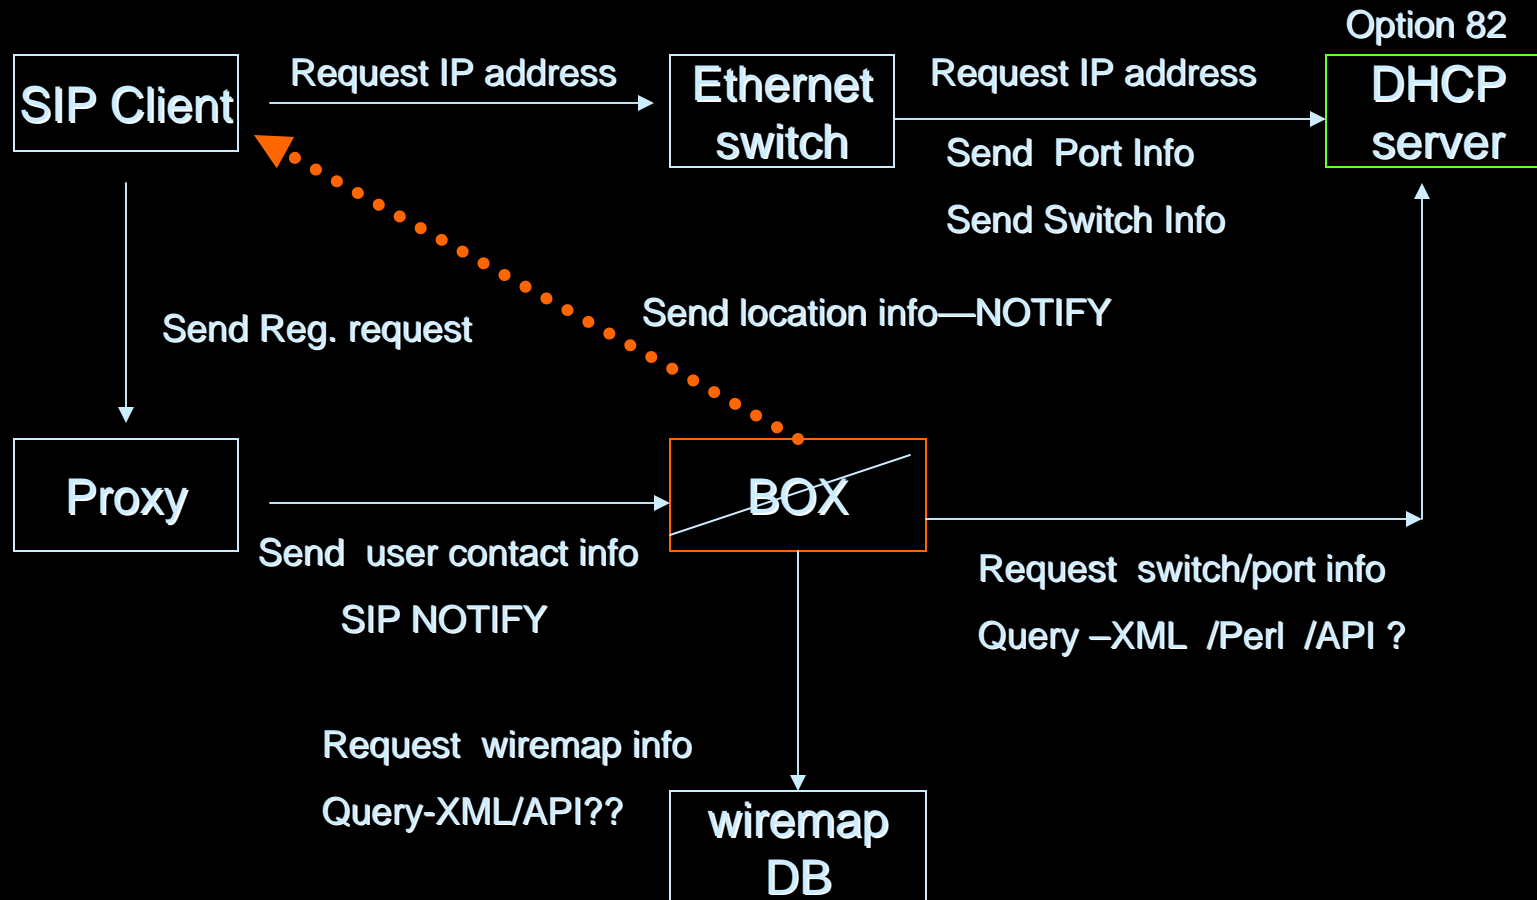 Option 82
SIP Client
Request IP address
Ethernet
switch
Request IP address
DHCP
server
Send Port Info
Send Switch Info
Send location info—NOTIFY
Send Reg. request
Proxy
BOX
Send user contact info
SIP NOTIFY
Request switch/port info
Query –XML /Perl /API ?
Request wiremap info
Query-XML/API??
wiremap
DB